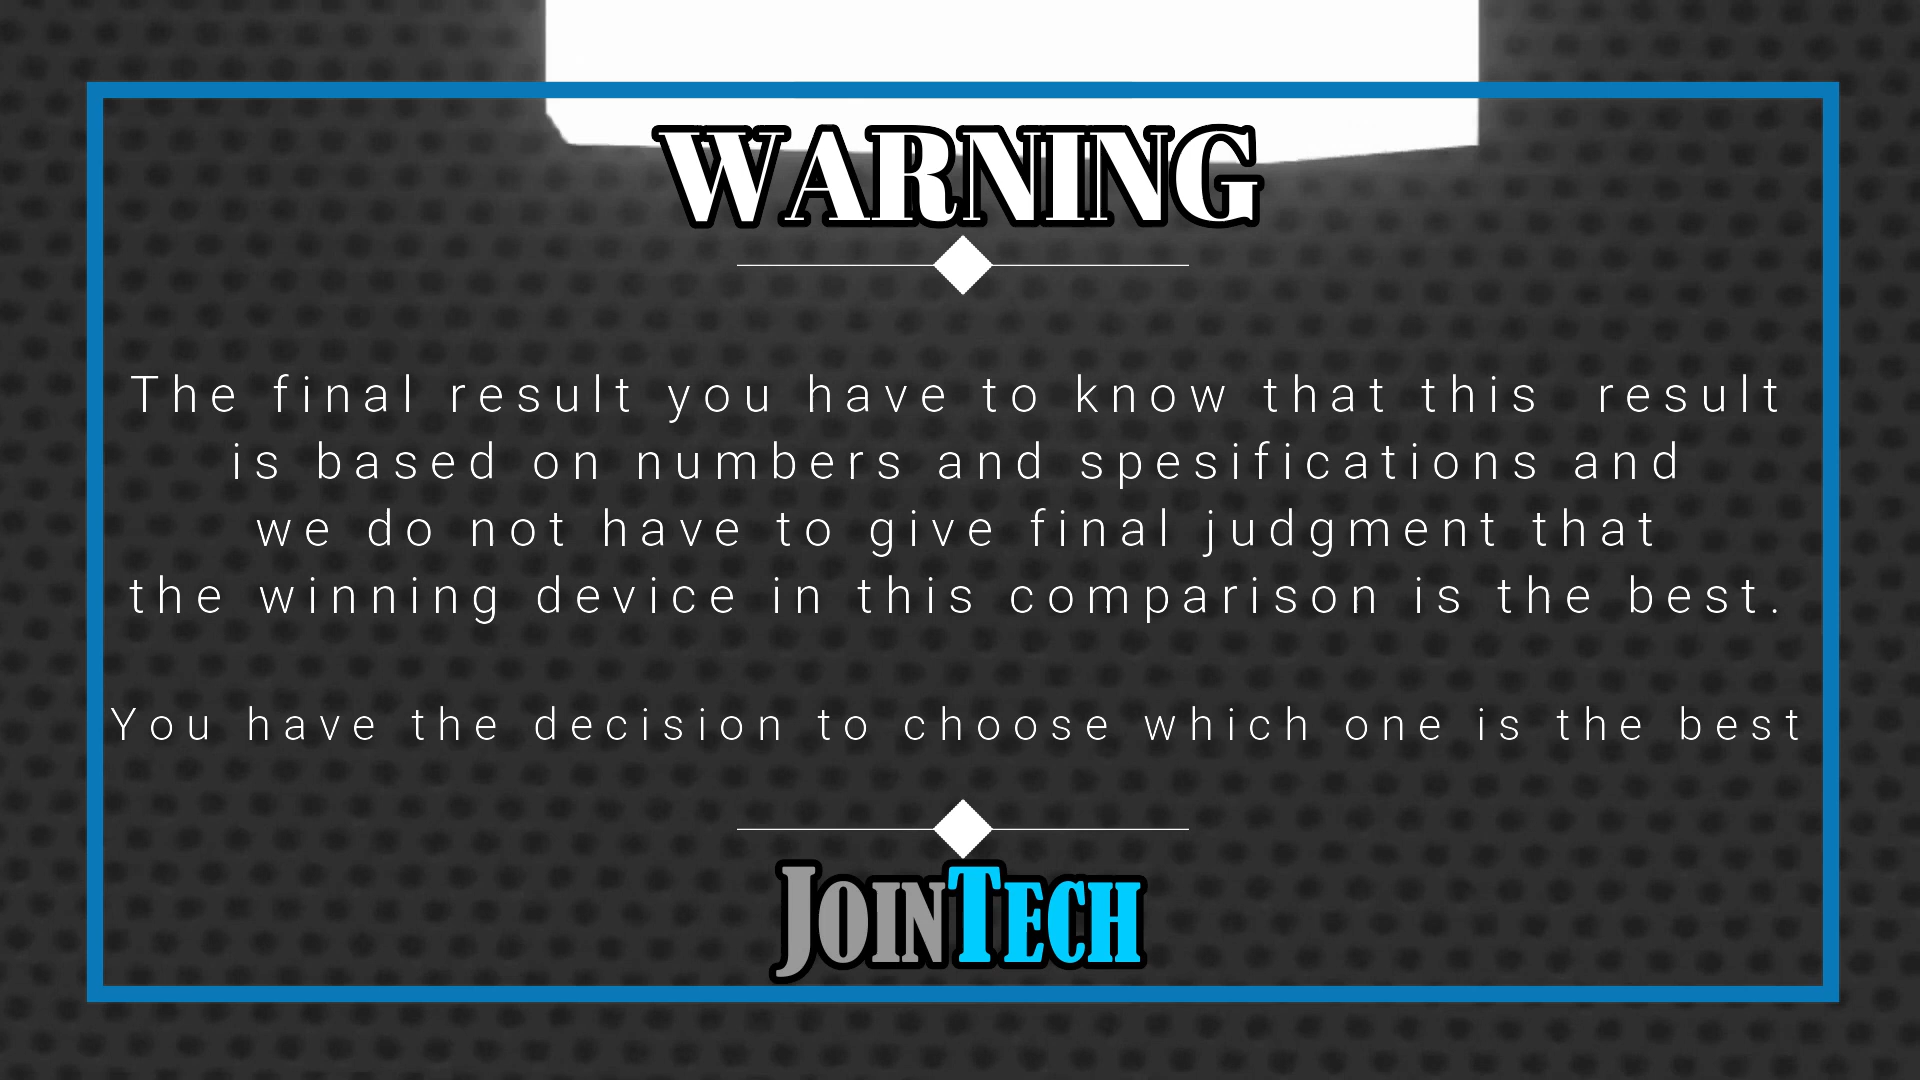 WARNING
The final result you have to know that this result
is based on numbers and spesifications and
we do not have to give final judgment that
the winning device in this comparison is the best.
You have the decision to choose which one is the best
JOINTECH